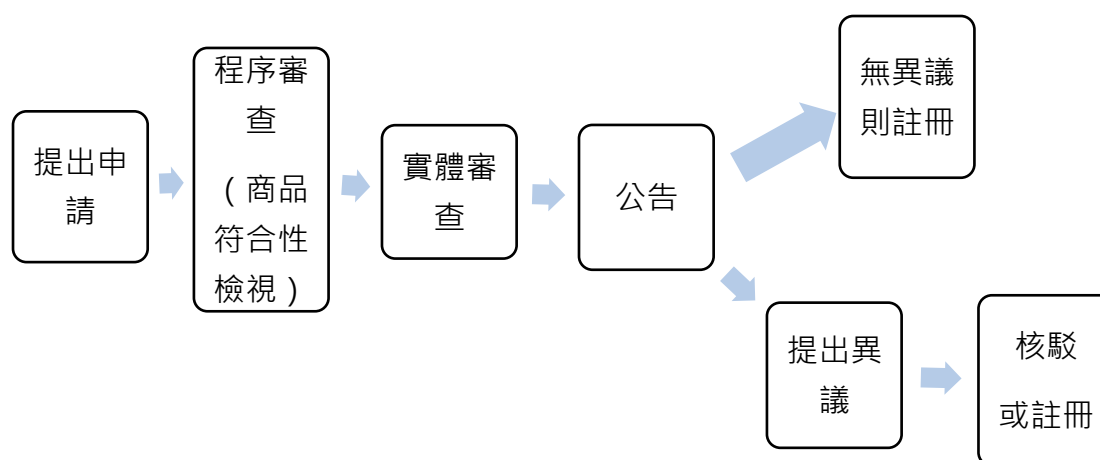 提出申
請
程序審
查
（商品
符合性
檢視）
實體審
查
公告
無異議
則註冊
提出異
議
核駁
或註冊